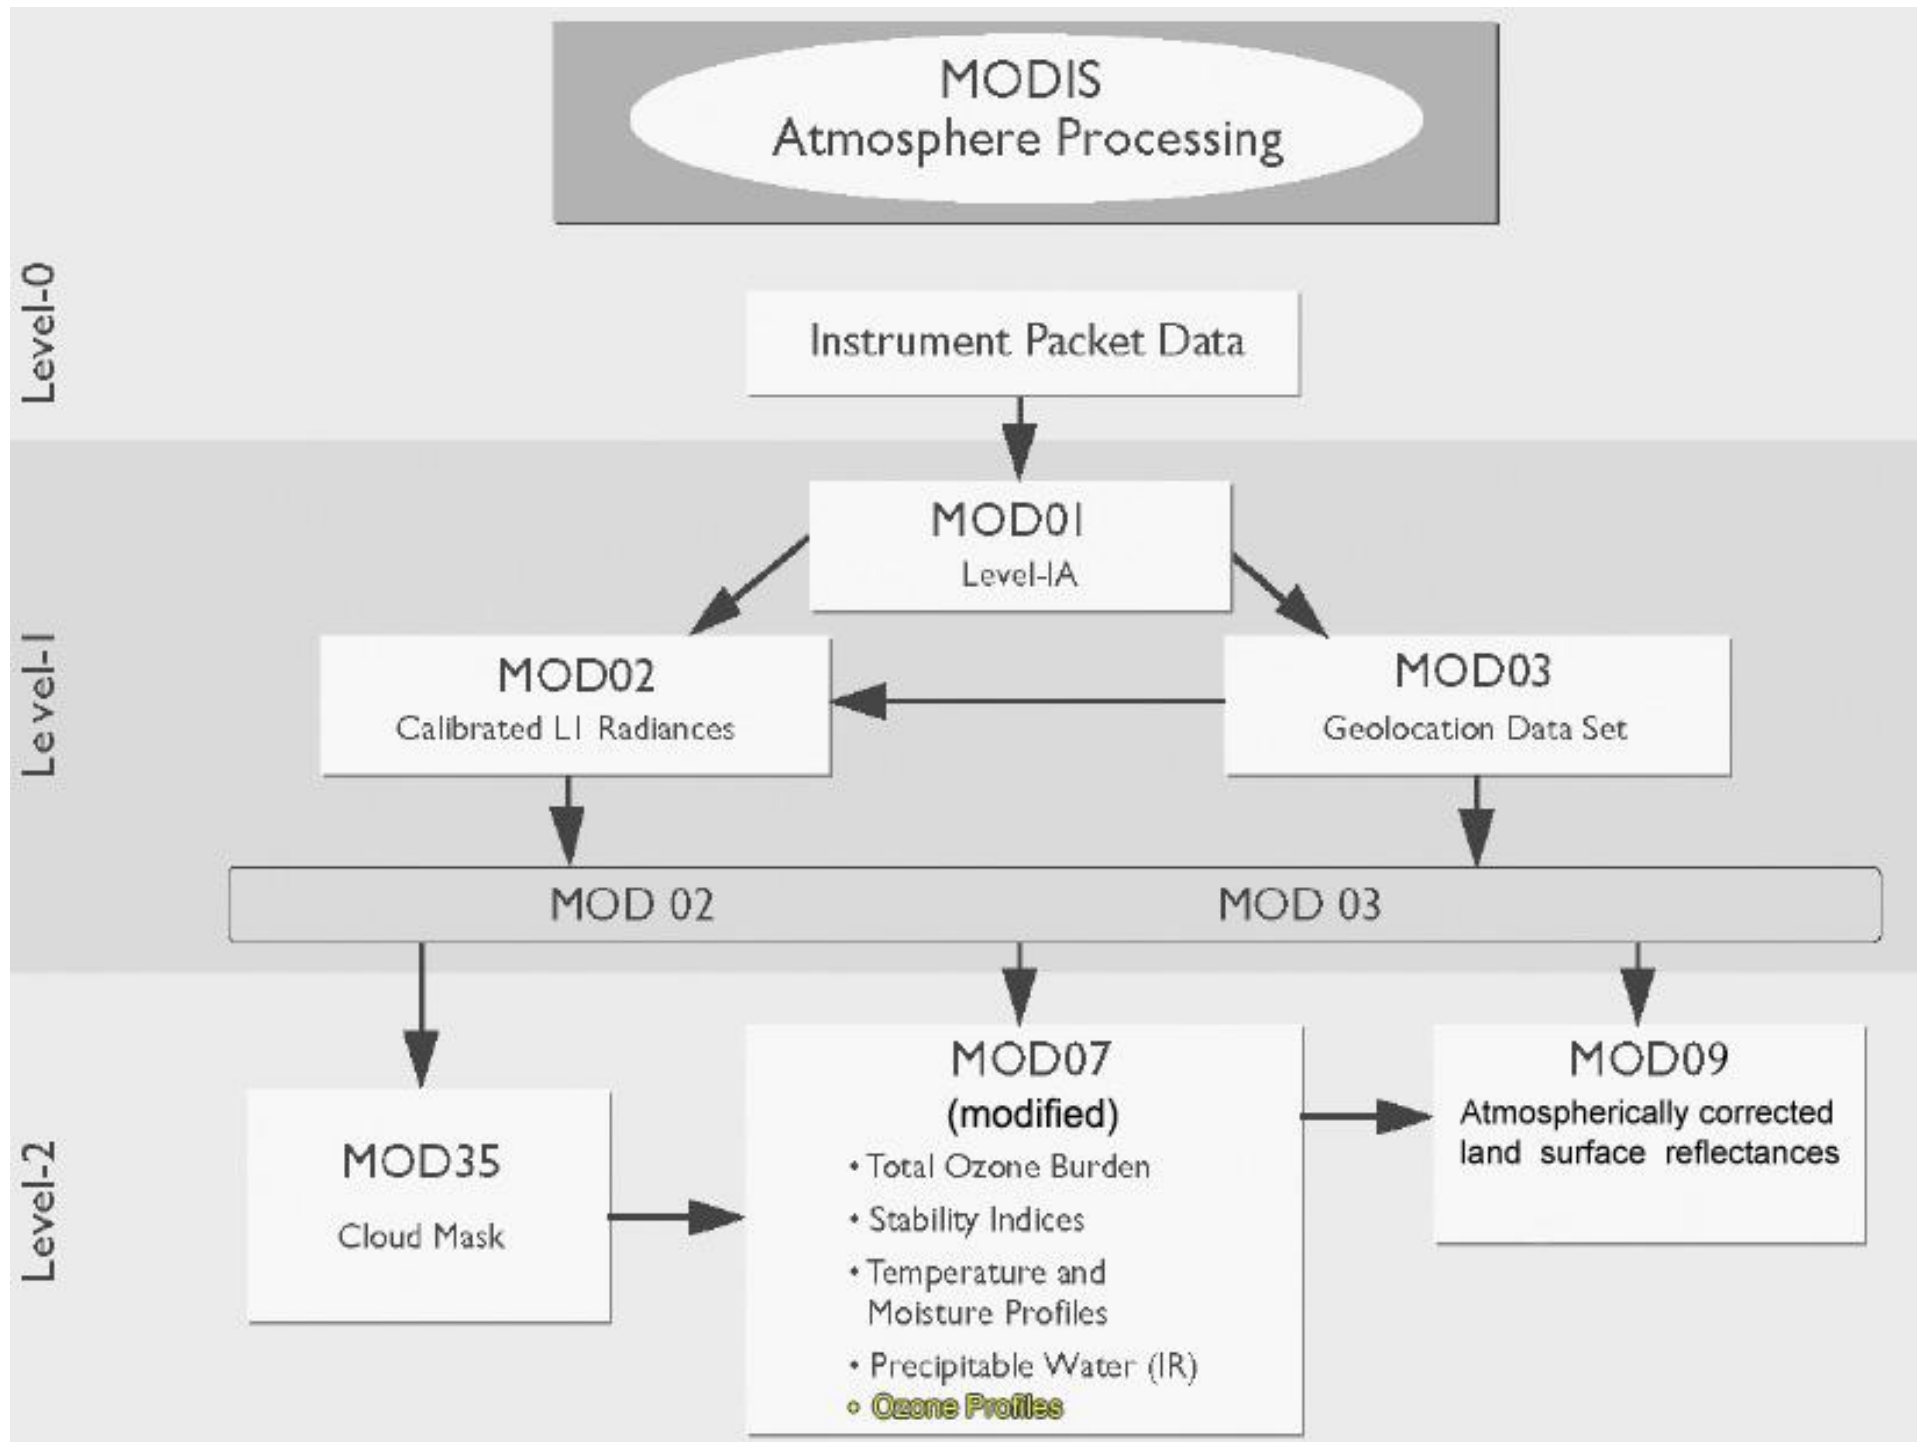 MODIS
Atmosphere Processing
Level-0
Instrument Packet Data
Level-1
MOD01
Level-1A
MOD02
Calibrated L1 Radiances
MOD03
Geolocation Data Set
MOD 02 MOD 03
Level-2
MOD35
Cloud Mask
MOD07
(modified)
• Total Ozone Burden
• Stability Indices
• Temperature and
Moisture Profiles
• Precipitable Water (IR)
o Ozone Profiles
MOD09
Atmospherically corrected
land surface reflectances